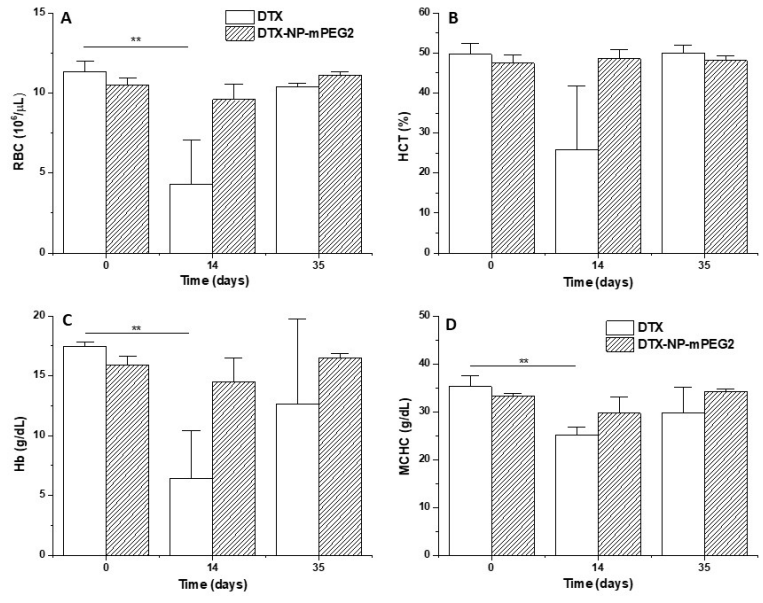 A
DTX
DTX-NP-mPEG2
**
15
10
5
0
RBC (10⁶/µL)
0 14 35
Time (days)
B
60
50
40
30
20
10
0
HCT (%)
0 14 35
Time (days)
C
**
20
15
10
5
0
Hb (g/dL)
0 14 35
Time (days)
D
DTX
DTX-NP-mPEG2
**
50
40
30
20
10
0
MCHC (g/dL)
0 14 35
Time (days)